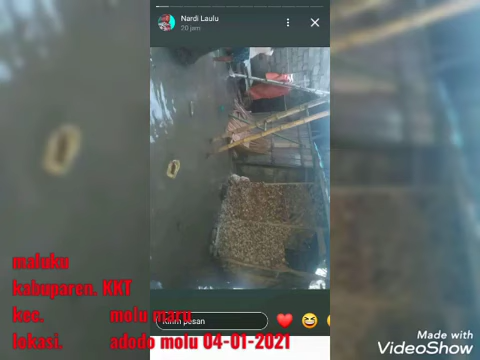 Nardi Laulu
20 jam
maluku
kabuparen. KKT
kec. molu maru
Kirim pesan
lokasi. adodo molu 04-01-2021
Made with
VideoShow